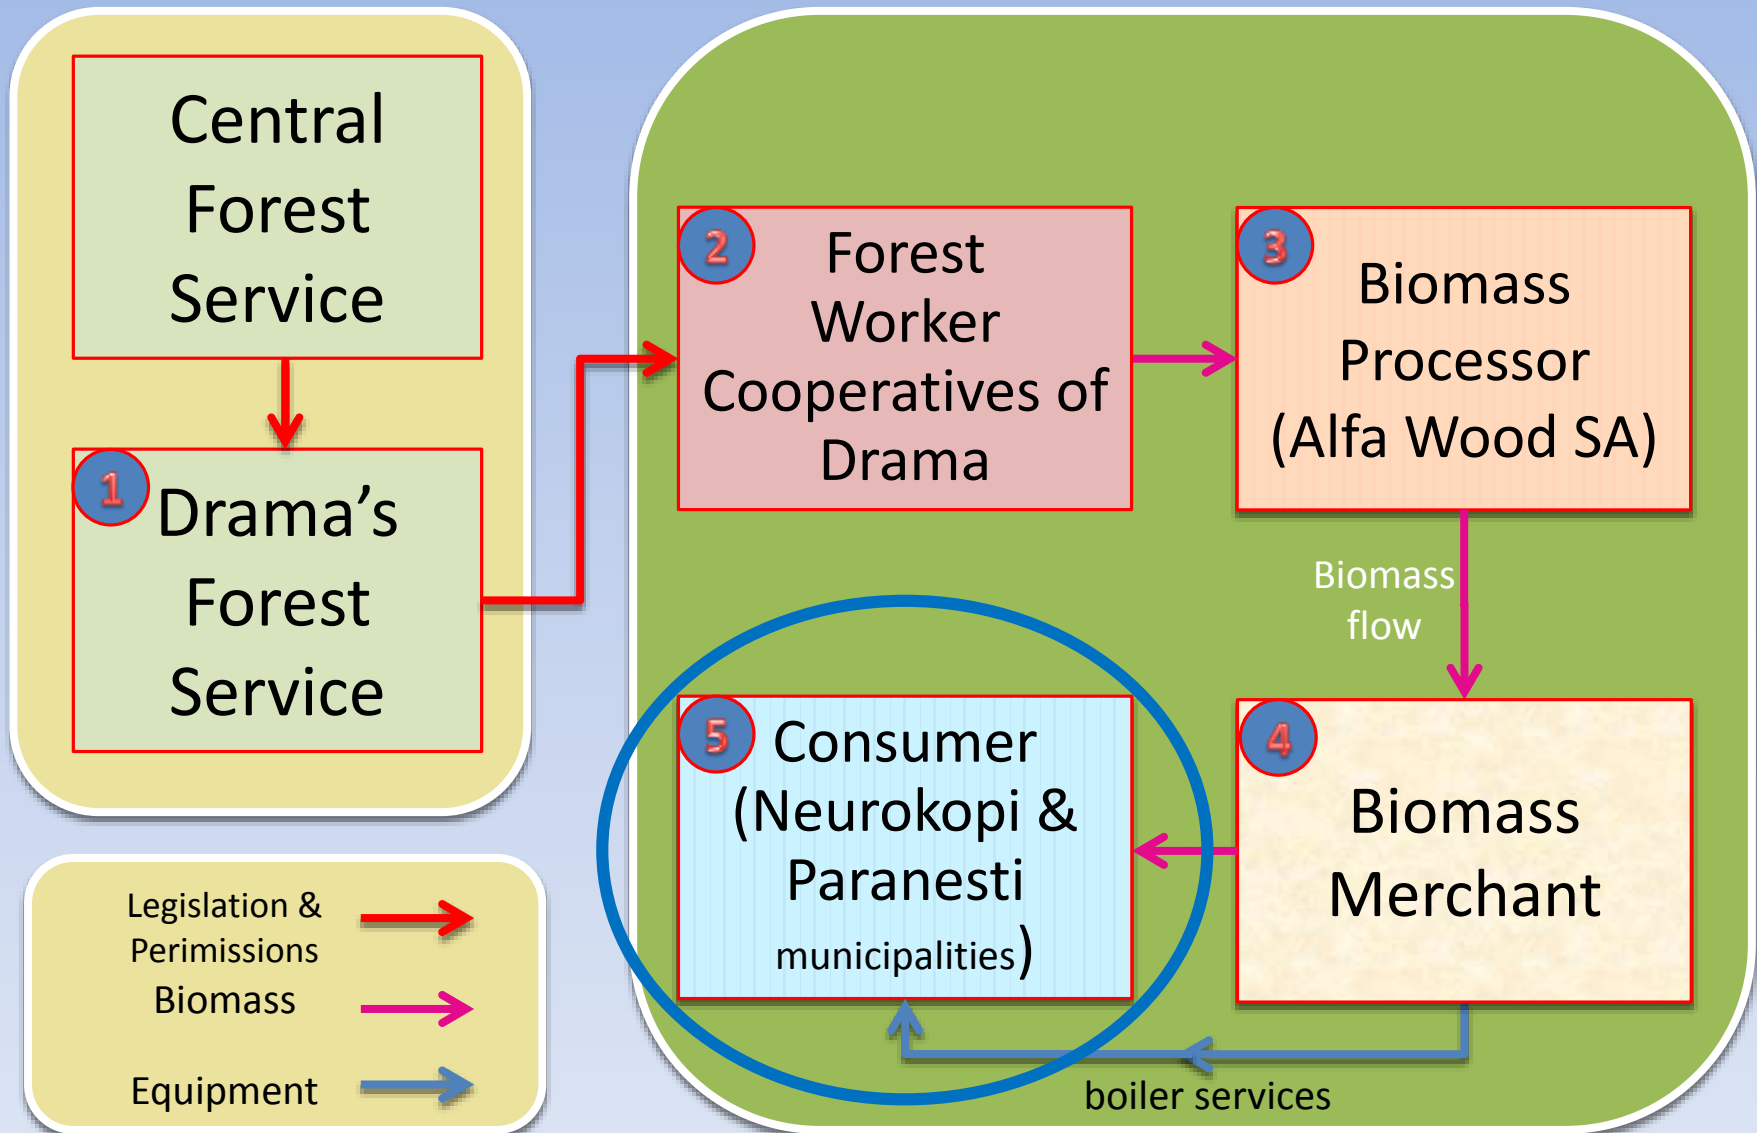 Central
Forest
Service
1
Drama’s
Forest
Service
2
Forest
Worker
Cooperatives of
Drama
3
Biomass
Processor
(Alfa Wood SA)
Biomass
flow
4
Biomass
Merchant
5
Consumer
(Neurokopi &
Paranesti
municipalities)
boiler services
Legislation &
Perimissions
Biomass
Equipment